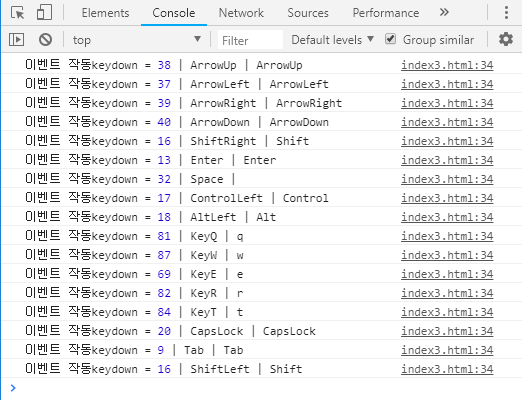 Elements Console Network Sources Performance »
top Filter Default levels Group similar
이벤트 작동keydown = 38 | ArrowUp | ArrowUp index3.html:34
이벤트 작동keydown = 37 | ArrowLeft | ArrowLeft index3.html:34
이벤트 작동keydown = 39 | ArrowRight | ArrowRight index3.html:34
이벤트 작동keydown = 40 | ArrowDown | ArrowDown index3.html:34
이벤트 작동keydown = 16 | ShiftRight | Shift index3.html:34
이벤트 작동keydown = 13 | Enter | Enter index3.html:34
이벤트 작동keydown = 32 | Space | index3.html:34
이벤트 작동keydown = 17 | ControlLeft | Control index3.html:34
이벤트 작동keydown = 18 | AltLeft | Alt index3.html:34
이벤트 작동keydown = 81 | KeyQ | q index3.html:34
이벤트 작동keydown = 87 | KeyW | w index3.html:34
이벤트 작동keydown = 69 | KeyE | e index3.html:34
이벤트 작동keydown = 82 | KeyR | r index3.html:34
이벤트 작동keydown = 84 | KeyT | t index3.html:34
이벤트 작동keydown = 20 | CapsLock | CapsLock index3.html:34
이벤트 작동keydown = 9 | Tab | Tab index3.html:34
이벤트 작동keydown = 16 | ShiftLeft | Shift index3.html:34